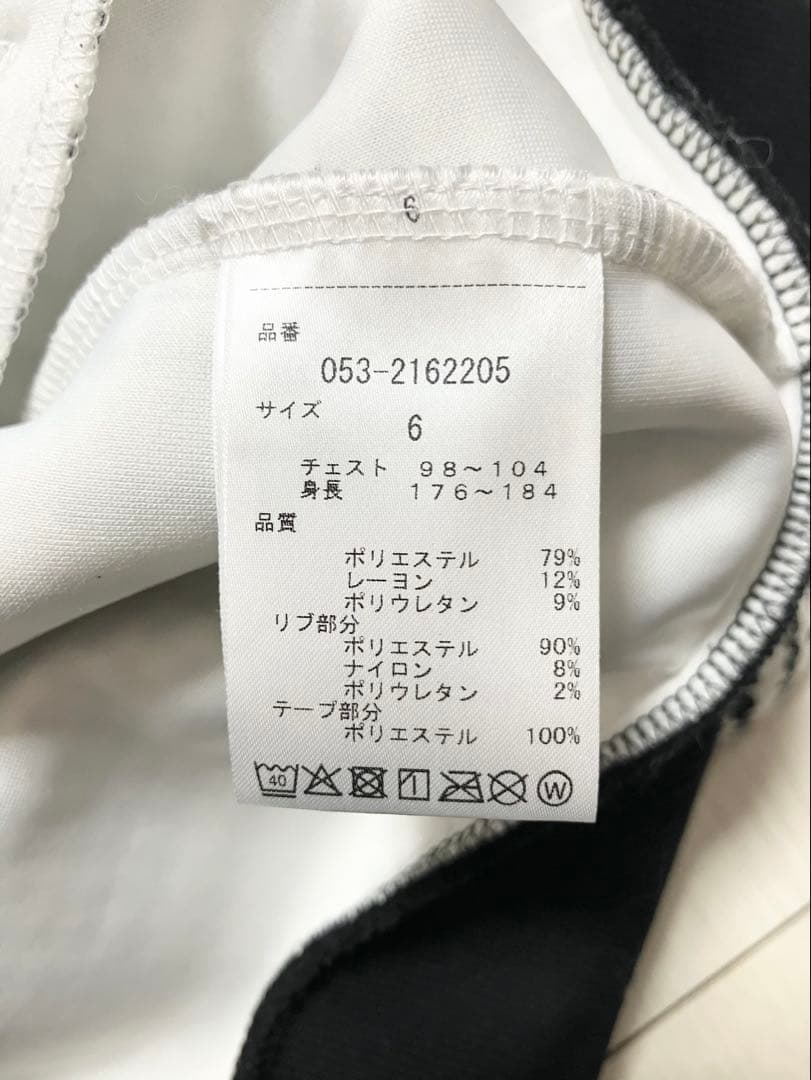 6
品番
053-2162205
サイズ
6
チェスト 98～104
身長 176～184
品質
ポリエステル 79%
レーヨン 12%
ポリウレタン 9%
リブ部分
ポリエステル 90%
ナイロン 8%
ポリウレタン 2%
テープ部分
ポリエステル 100%
40 W